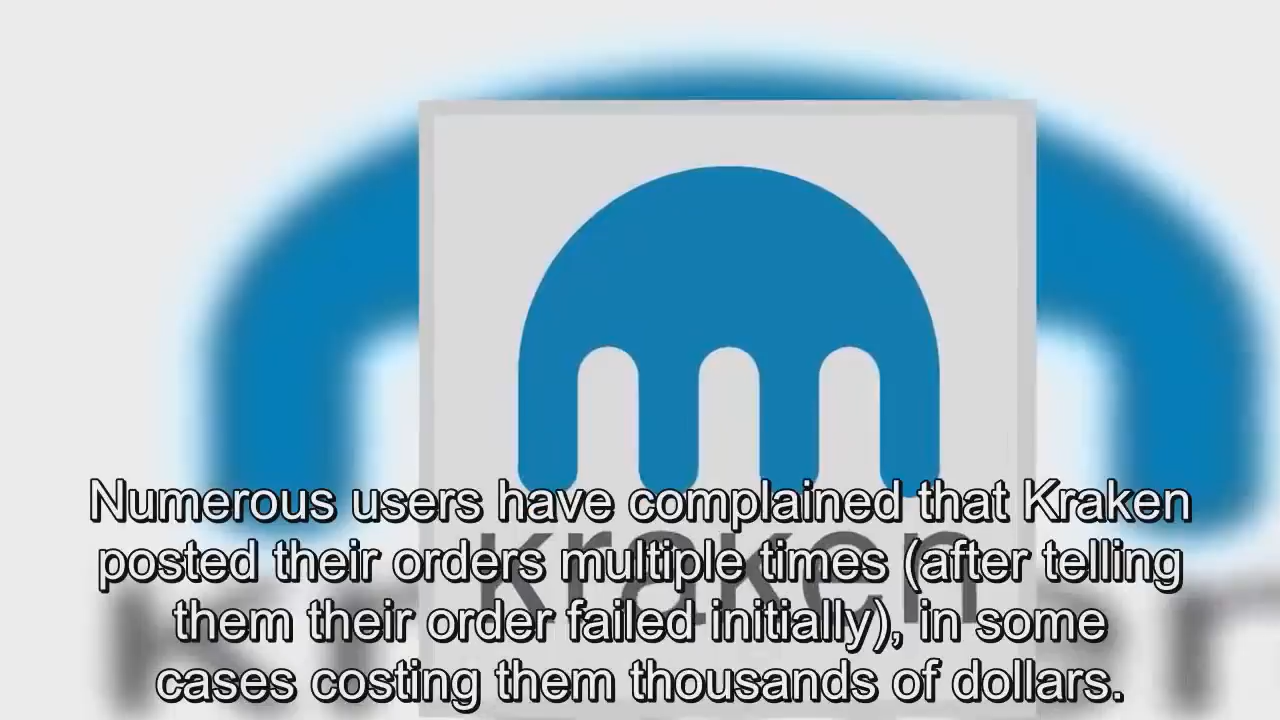 Numerous users have complained that Kraken
posted their orders multiple times (after telling
them their order failed initially), in some
cases costing them thousands of dollars.
kraken